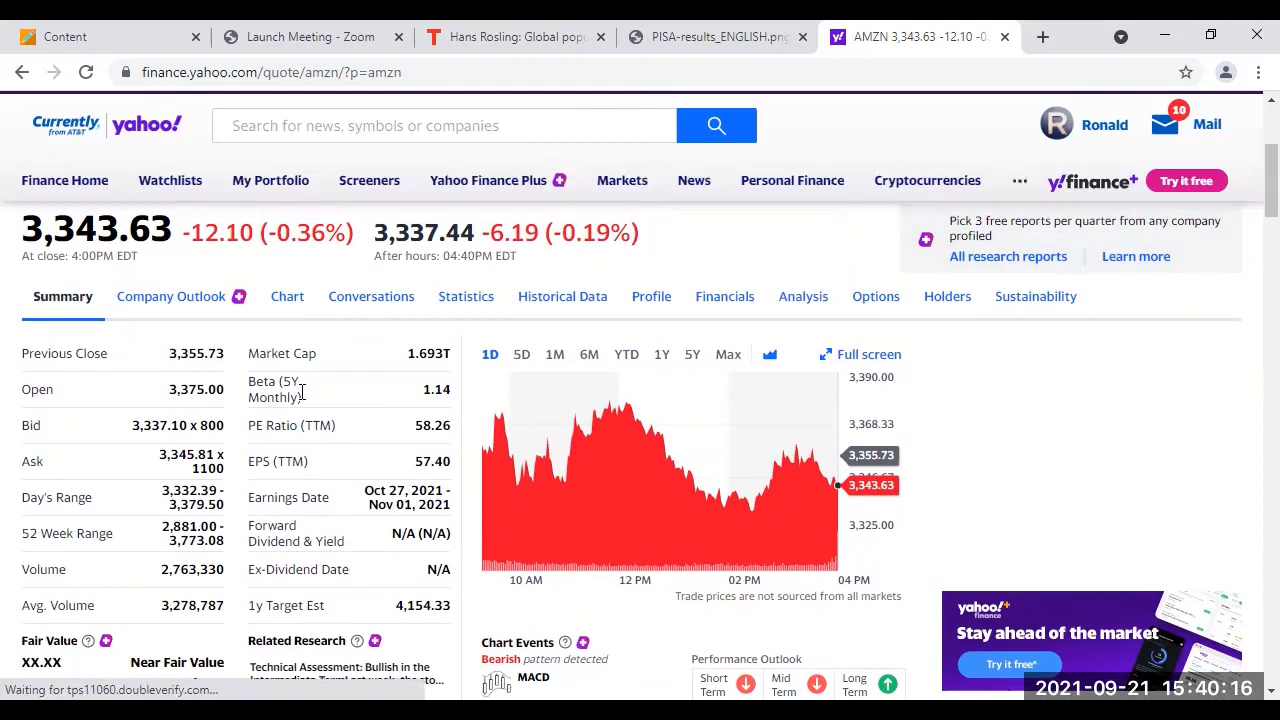 Content
Launch Meeting - Zoom
Hans Rosling: Global popu
PISA-results_ENGLISH.png
AMZN 3,343.63 -12.10 -0.
finance.yahoo.com/quote/amzn/?p=amzn
Currently,
from AT&T
yahoo!
Search for news, symbols or companies
Ronald
10
Mail
Finance Home
Watchlists
My Portfolio
Screeners
Yahoo Finance Plus
Markets
News
Personal Finance
Cryptocurrencies
y!finance+
Try it free
3,343.63 -12.10 (-0.36%)
At close: 4:00PM EDT
3,337.44 -6.19 (-0.19%)
After hours: 04:40PM EDT
Pick 3 free reports per quarter from any company
profiled
All research reports
Learn more
Summary
Company Outlook
Chart
Conversations
Statistics
Historical Data
Profile
Financials
Analysis
Options
Holders
Sustainability
Previous Close 3,355.73
Open 3,375.00
Bid 3,337.10 x 800
Ask 3,345.81 x
1100
Day's Range 3,332.39 -
3,379.50
52 Week Range 2,881.00 -
3,773.08
Volume 2,763,330
Avg. Volume 3,278,787
Market Cap 1.693T
Beta (5Y
Monthly) 1.14
PE Ratio (TTM) 58.26
EPS (TTM) 57.40
Earnings Date Oct 27, 2021 -
Nov 01, 2021
Forward
Dividend & Yield N/A (N/A)
Ex-Dividend Date N/A
1y Target Est 4,154.33
1D 5D 1M 6M YTD 1Y 5Y Max
Full screen
3,390.00
3,368.33
3,355.73
3,343.63
3,325.00
10 AM 12 PM 02 PM 04 PM
Trade prices are not sourced from all markets
Fair Value
XX.XX Near Fair Value
Related Research
Technical Assessment: Bullish in the
Chart Events
Bearish pattern detected
MACD
Performance Outlook
Short
Term
Mid
Term
Long
Term
yahoo!+
finance
Stay ahead of the market
Try it free*
Waiting for tps11060.doubleverify.com...
2021-09-21 15:40:16